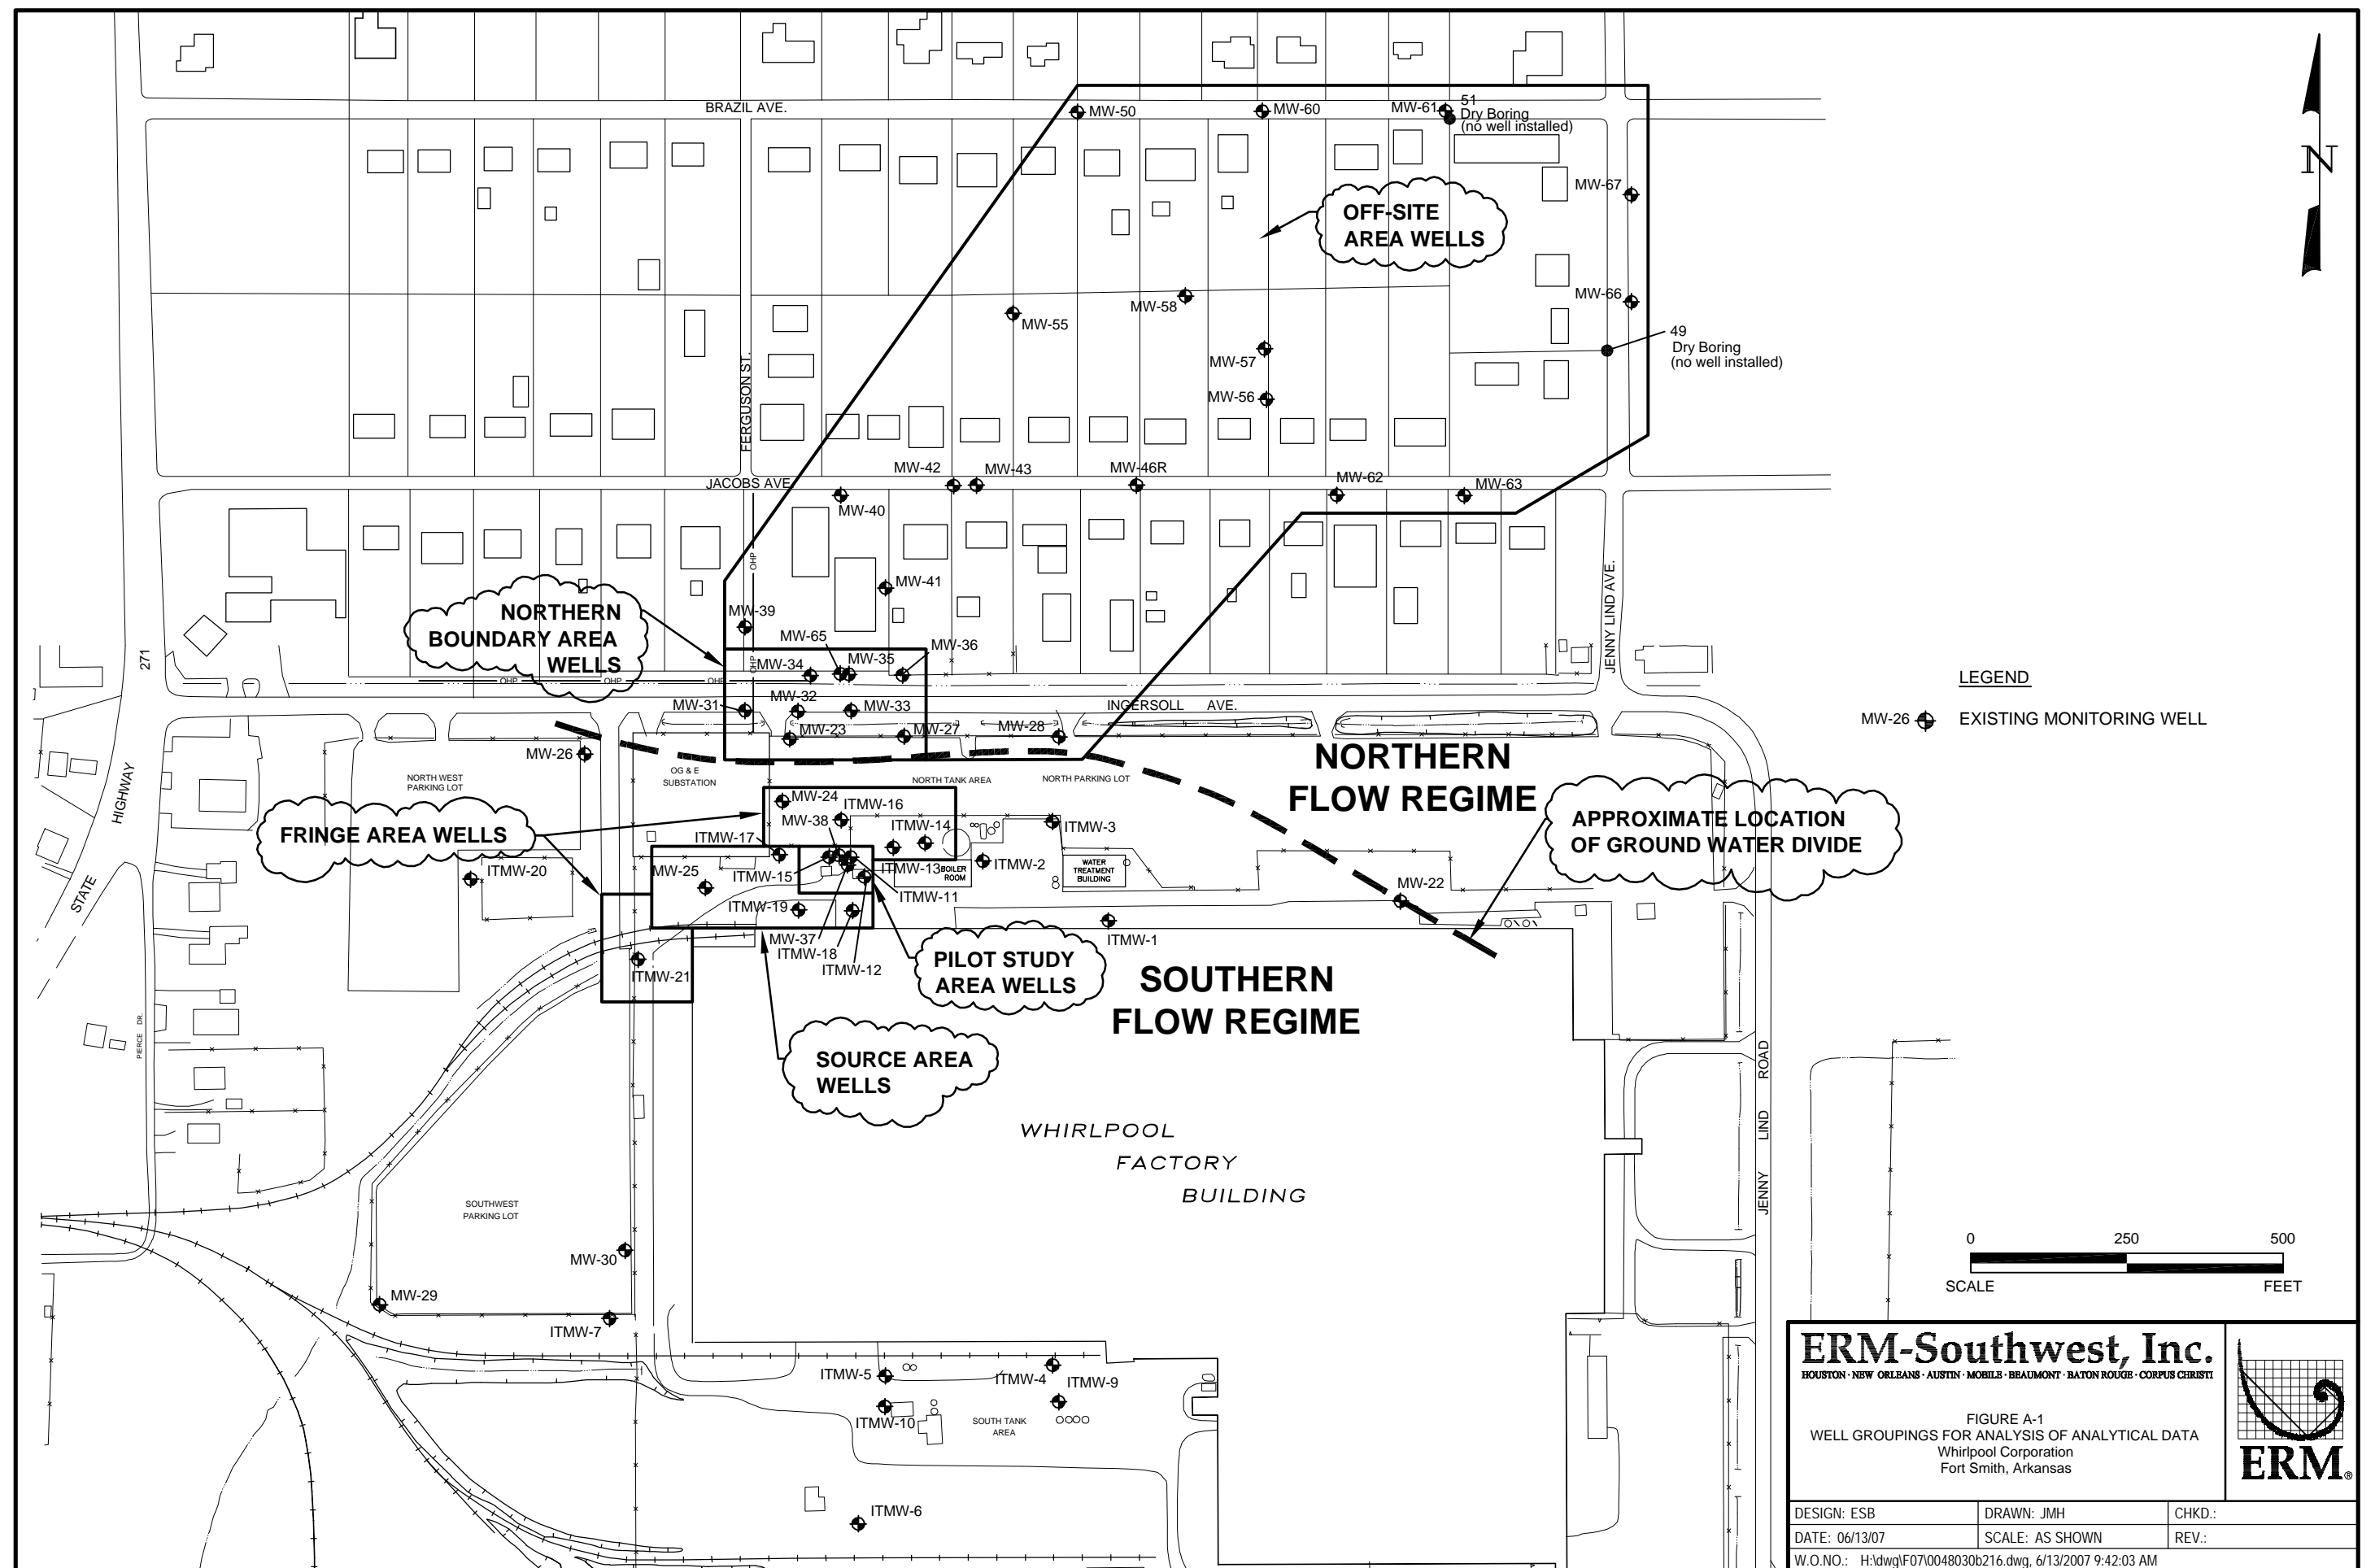 BRAZIL AVE.
MW-50
MW-60
MW-61
51
Dry Boring
(no well installed)
N
MW-67
OFF-SITE
AREA WELLS
MW-66
MW-58
MW-55
49
Dry Boring
(no well installed)
MW-57
MW-56
FERGUSON ST.
MW-42
MW-43
MW-46R
JACOBS AVE.
MW-40
MW-62
MW-63
OHP
MW-41
JENNY LIND AVE.
NORTHERN
BOUNDARY AREA
WELLS
MW-39
MW-65
MW-36
MW-34
MW-35
OHP
OHP
OHP
OHP
271
LEGEND
MW-26
EXISTING MONITORING WELL
MW-31
MW-32
MW-33
INGERSOLL AVE.
MW-23
MW-27
MW-28
MW-26
NORTHERN
FLOW REGIME
OG & E
SUBSTATION
NORTH WEST
PARKING LOT
NORTH TANK AREA
NORTH PARKING LOT
STATE HIGHWAY
FRINGE AREA WELLS
MW-24
ITMW-16
MW-38
ITMW-14
ITMW-17
ITMW-3
APPROXIMATE LOCATION
OF GROUND WATER DIVIDE
ITMW-20
MW-25
ITMW-15
ITMW-13
BOILER
ROOM
ITMW-2
WATER
TREATMENT
BUILDING
ITMW-11
MW-22
ITMW-19
MW-37
ITMW-18
ITMW-12
ITMW-1
ITMW-21
PILOT STUDY
AREA WELLS
SOUTHERN
FLOW REGIME
SOURCE AREA
WELLS
PIERCE DR.
JENNY LIND ROAD
WHIRLPOOL
FACTORY
BUILDING
SOUTHWEST
PARKING LOT
0 250 500
SCALE FEET
MW-30
MW-29
ITMW-7
ITMW-5
ITMW-4
ITMW-9
ITMW-10
SOUTH TANK
AREA
ITMW-6
ERM-Southwest, Inc.
HOUSTON · NEW ORLEANS · AUSTIN · MOBILE · BEAUMONT · BATON ROUGE · CORPUS CHRISTI
FIGURE A-1
WELL GROUPINGS FOR ANALYSIS OF ANALYTICAL DATA
Whirlpool Corporation
Fort Smith, Arkansas
ERM®
DESIGN: ESB
DRAWN: JMH
CHKD.:
DATE: 06/13/07
SCALE: AS SHOWN
REV.:
W.O.NO.: H:\dwg\F07\0048030b216.dwg, 6/13/2007 9:42:03 AM